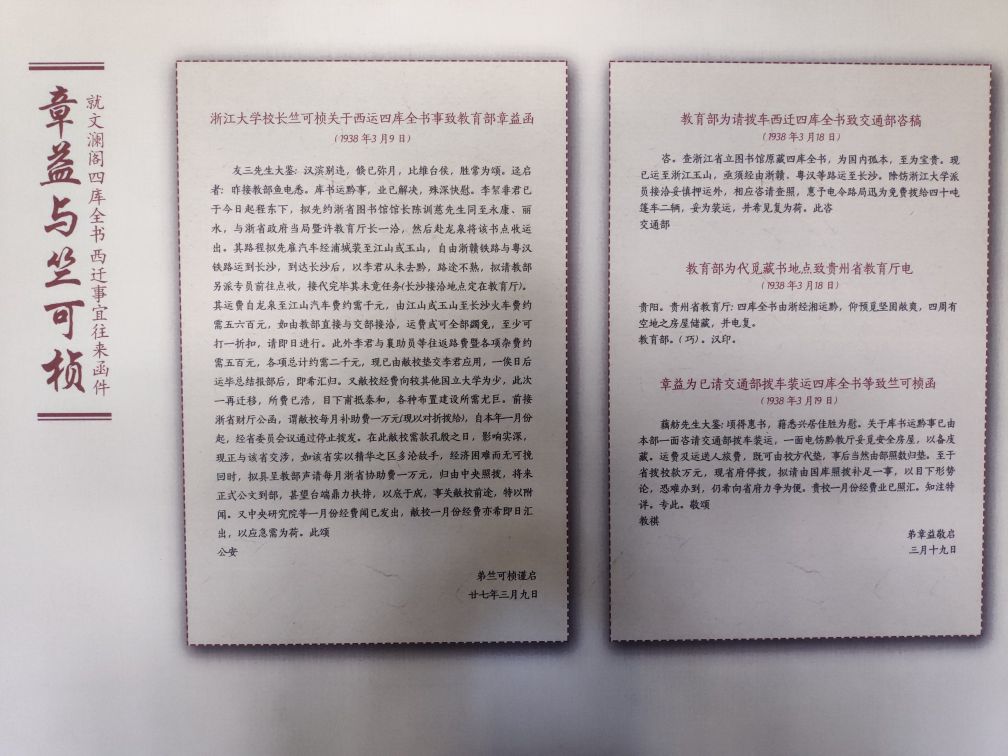 章益与竺可桢
就文澜阁四库全书西迁事宜往来函件
浙江大学校长竺可桢关于西运四库全书事致教育部章益函
(1938年3月9日)
友三先生大鉴：汉滨别逵，倏已弥月，比维台侯，胜常为颂。迳启
者：昨接教部鱼电悉。库书运黔事，业已解决，殊深快慰。李絜非君已
于今日起程东下，拟先约浙省图书馆馆长陈训慈先生同至永康、丽
水，与浙省政府当局暨许教育厅长一洽，然后赴龙泉将该书点收运
出。其路程拟先雇汽车经浦城装至江山或玉山，自由浙赣铁路与粤汉
铁路运到长沙，到达长沙后，以李君从未去黔，路途不熟，拟请教部
另派专员前往点收，接代完毕其未竟任务(长沙接洽地点定在教育厅)。
其运费自龙泉至江山汽车费约需千元，由江山或玉山至长沙火车费约
需五六百元，如由教部直接与交部接洽，运费或可全部蠲免，至少可
打一折扣，请即日进行。此外李君与襄助员等往返路费暨各项杂费约
需五百元，各项总计约需二千元，现已由敝校垫交李君应用，一俟日后
运毕总结报部后，即希汇归。又敝校经费向较其他国立大学为少，此次
一再迁移，所费已浩，目下甫抵泰和，各种布置建设所需尤巨。前接
浙省财厅公函，谓敝校每月补助费一万元(现以对折拨给)，自本年一月份
起，经省委员会议通过停止拨发。在此敝校需款孔殷之日，影响实深，
现正与该省交涉，如该省实以精华之区多沦敌手，经济困难而无可挽
回时，拟具呈教部声请每月浙省协助费一万元，归由中央照拨，将来
正式公文到部，甚望台端鼎力扶持，以底于成，事关敝校前途，特以附
闻。又中央研究院等一月份经费闻已发出，敝校一月份经费亦希即日汇
出，以应急需为荷。此颂
公安
弟竺可桢谨启
廿七年三月九日
教育部为请拨车西迁四库全书致交通部咨稿
(1938年3月18日)
咨。查浙江省立图书馆原藏四库全书，为国内孤本，至为宝贵。现
已运至浙江玉山，亟须经由浙赣、粤汉等路运至长沙。除饬浙江大学派
员接洽妥慎押运外，相应咨请查照，惠予电令路局迅为免费拨给四十吨
篷车二辆，妥为装运，并希见复为荷。此咨
交通部
教育部为代觅藏书地点致贵州省教育厅电
(1938年3月18日)
贵阳。贵州省教育厅：四库全书由浙经湘运黔，仰预觅坚固敞爽，四周有
空地之房屋储藏，并电复。
教育部。(巧)。汉印。
章益为已请交通部拨车装运四库全书等致竺可桢函
(1938年3月19日)
藕舫先生大鉴：顷得惠书，藉悉兴居佳胜为慰。关于库书运黔事已由
本部一面咨请交通部拨车装运，一面电饬黔教厅妥觅安全房屋，以备庋
藏。运费及运送人旅费，既可由校方代垫，事后当然由部照数归垫。至于
省拨校款万元，现省府停拨，拟请由国库照拨补足一事，以目下形势
论，恐难办到，仍希向省府力争为便。贵校一月份经费业已照汇。知注特
详。专此。敬颂
教祺
弟章益敬启
三月十九日